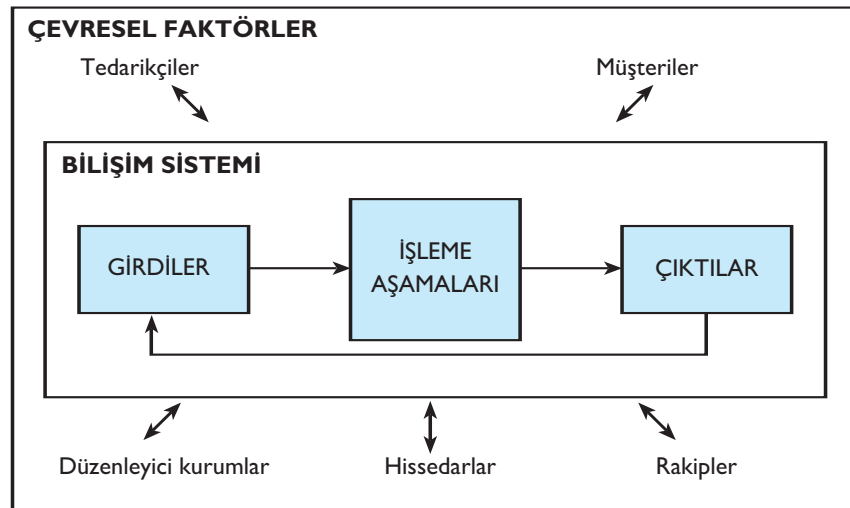 ÇEVRESEL FAKTÖRLER
Tedarikçiler
Müşteriler
BİLİŞİM SİSTEMİ
GİRDİLER
İŞLEME
AŞAMALARI
ÇIKTILAR
Düzenleyici kurumlar
Hissedarlar
Rakipler